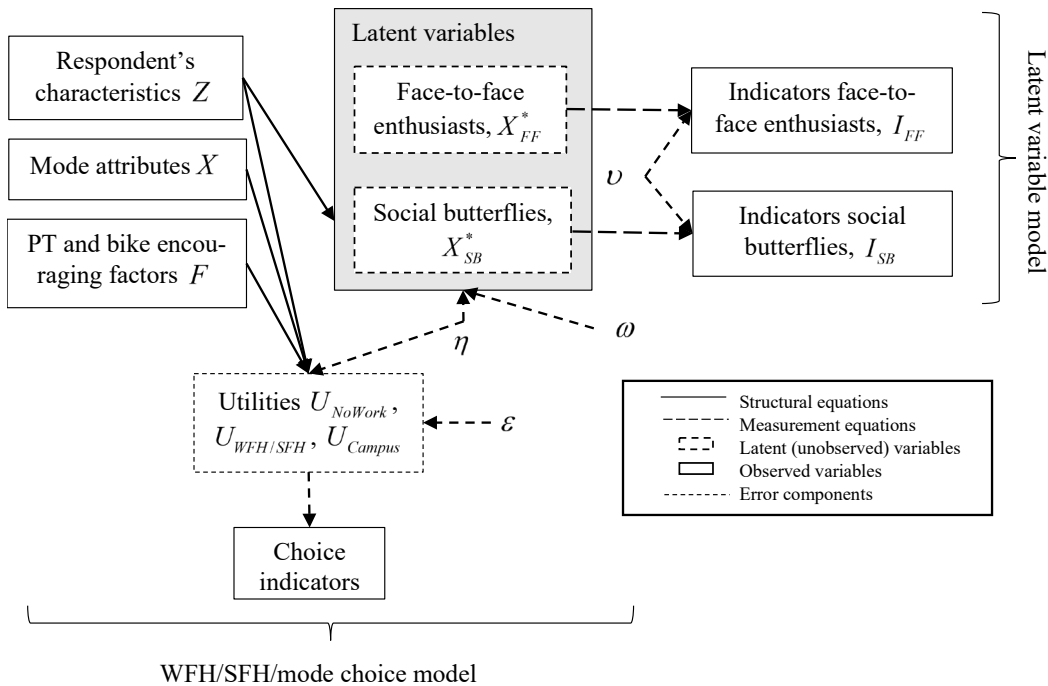 Respondent's
characteristics Z
Mode attributes X
PT and bike encou-
raging factors F
Latent variables
Face-to-face
enthusiasts, X*FF
Social butterflies,
X*SB
Indicators face-to-
face enthusiasts, IFF
υ
Indicators social
butterflies, ISB
Latent variable model
η
ω
Utilities UNoWork,
UWFH/SFH, UCampus
ε
Choice
indicators
Structural equations
Measurement equations
Latent (unobserved) variables
Observed variables
Error components
WFH/SFH/mode choice model